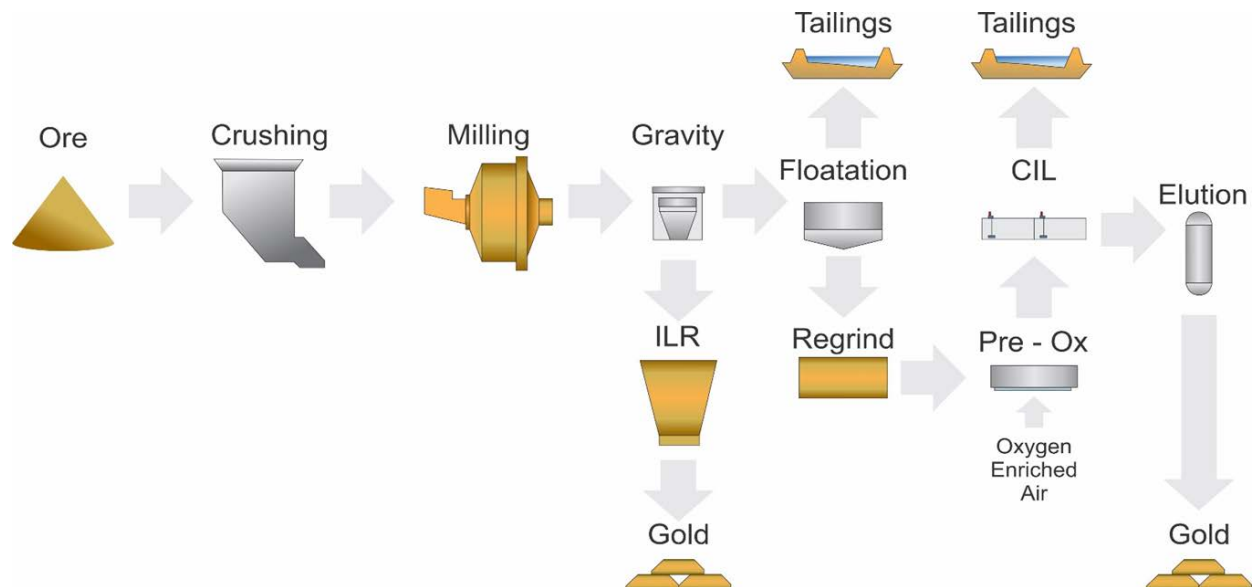 Tailings
Tailings
Ore
Crushing
Milling
Gravity
Floatation
CIL
Elution
ILR
Regrind
Pre - Ox
Oxygen
Enriched
Air
Gold
Gold